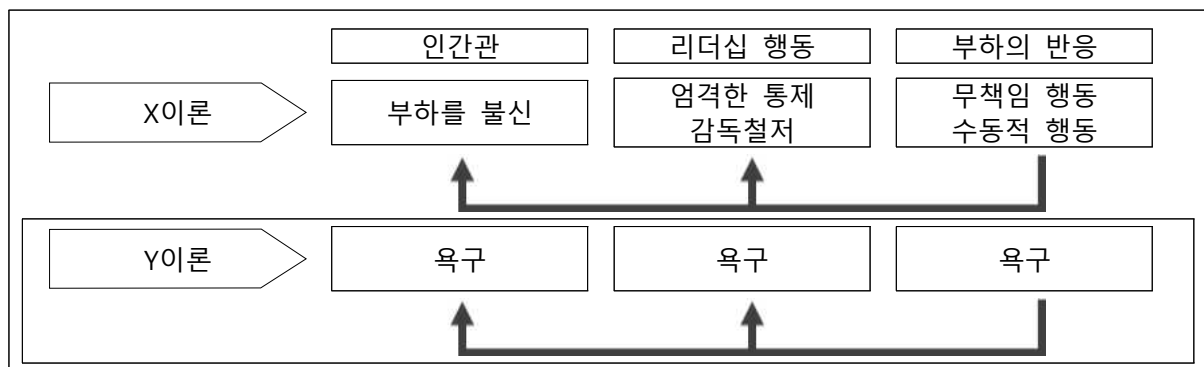 인간관 리더십 행동 부하의 반응
X이론 부하를 불신 엄격한 통제 무책임 행동
감독철저 수동적 행동
Y이론 욕구 욕구 욕구